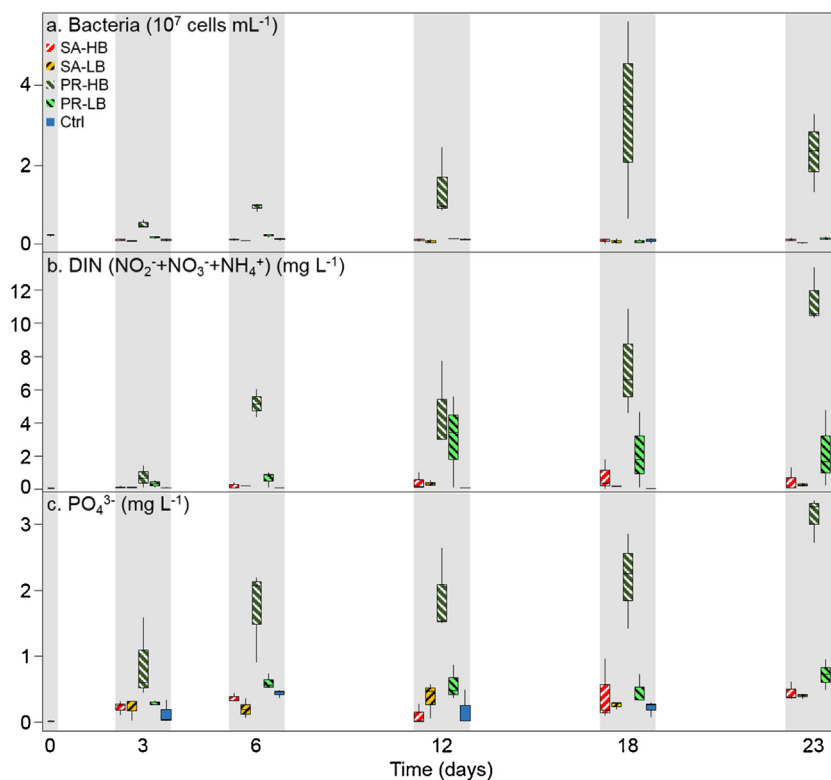 a. Bacteria (10⁷ cells mL⁻¹)
SA-HB
SA-LB
PR-HB
PR-LB
Ctrl
4
2
0
b. DIN (NO₂⁻+NO₃⁻+NH₄⁺) (mg L⁻¹)
12
10
8
6
4
2
0
c. PO₄³⁻ (mg L⁻¹)
3
2
1
0
0 3 6 12 18 23
Time (days)